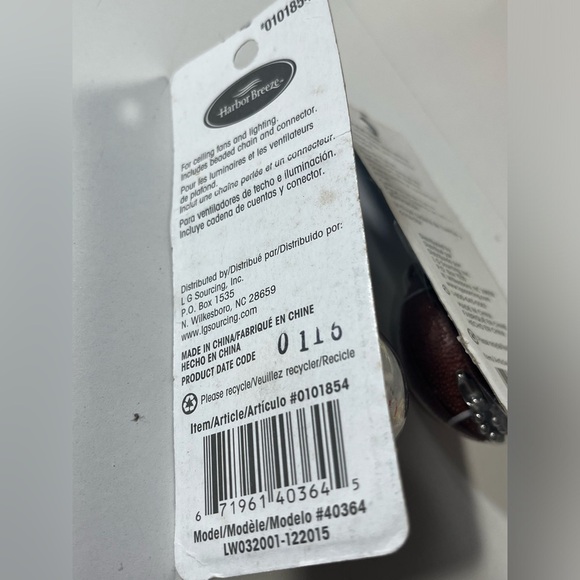 #010185
Harbor Breeze
For ceiling fans and lighting.
Includes beaded chain and connector.
Pour les luminaires et les ventilateurs
de plafond.
Inclut une chaîne perlée et un connecteur.
Para ventiladores de techo e iluminación.
Incluye cadena de cuentas y conector.
Distributed by/Distribué par/Distribuido por:
L G Sourcing, Inc.
P.O. Box 1535
N. Wilkesboro, NC 28659
www.lgsourcing.com
MADE IN CHINA/FABRIQUÉ EN CHINE
HECHO EN CHINA
PRODUCT DATE CODE 0116
Please recycle/Veuillez recycler/Recicle
Item/Article/Artículo #0101854
6 71961 40364 5
Model/Modèle/Modelo #40364
LW032001-122015